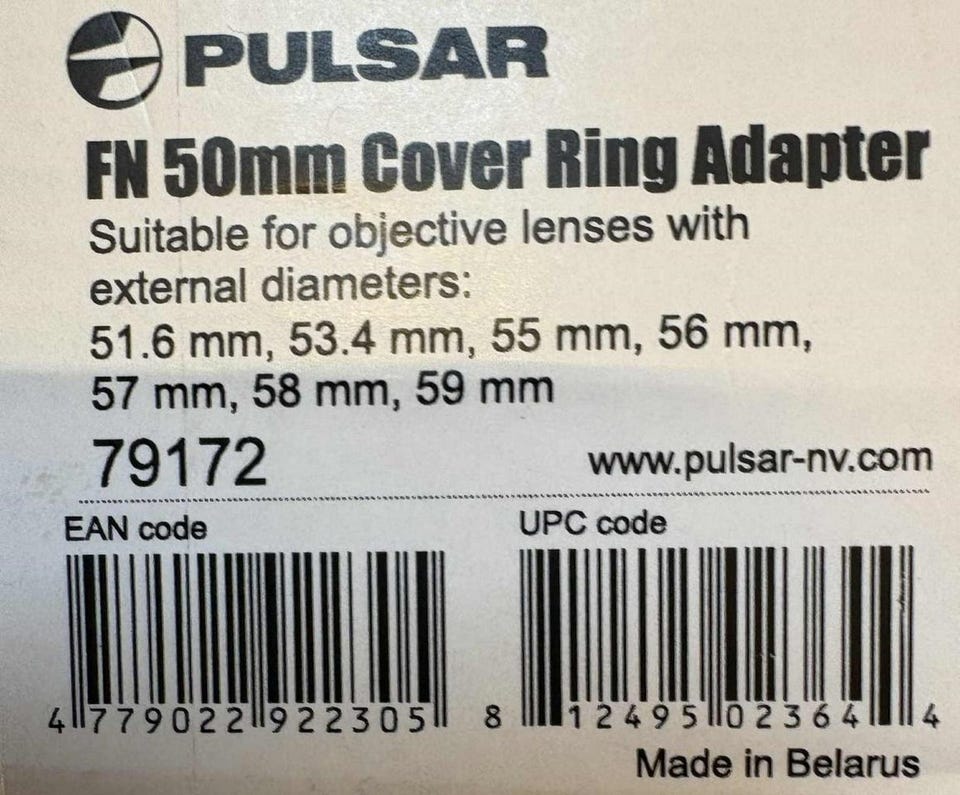 PULSAR
FN 50mm Cover Ring Adapter
Suitable for objective lenses with
external diameters:
51.6 mm, 53.4 mm, 55 mm, 56 mm,
57 mm, 58 mm, 59 mm
79172
www.pulsar-nv.com
EAN code
UPC code
4 779022 922305
8 12495 02364 4
Made in Belarus